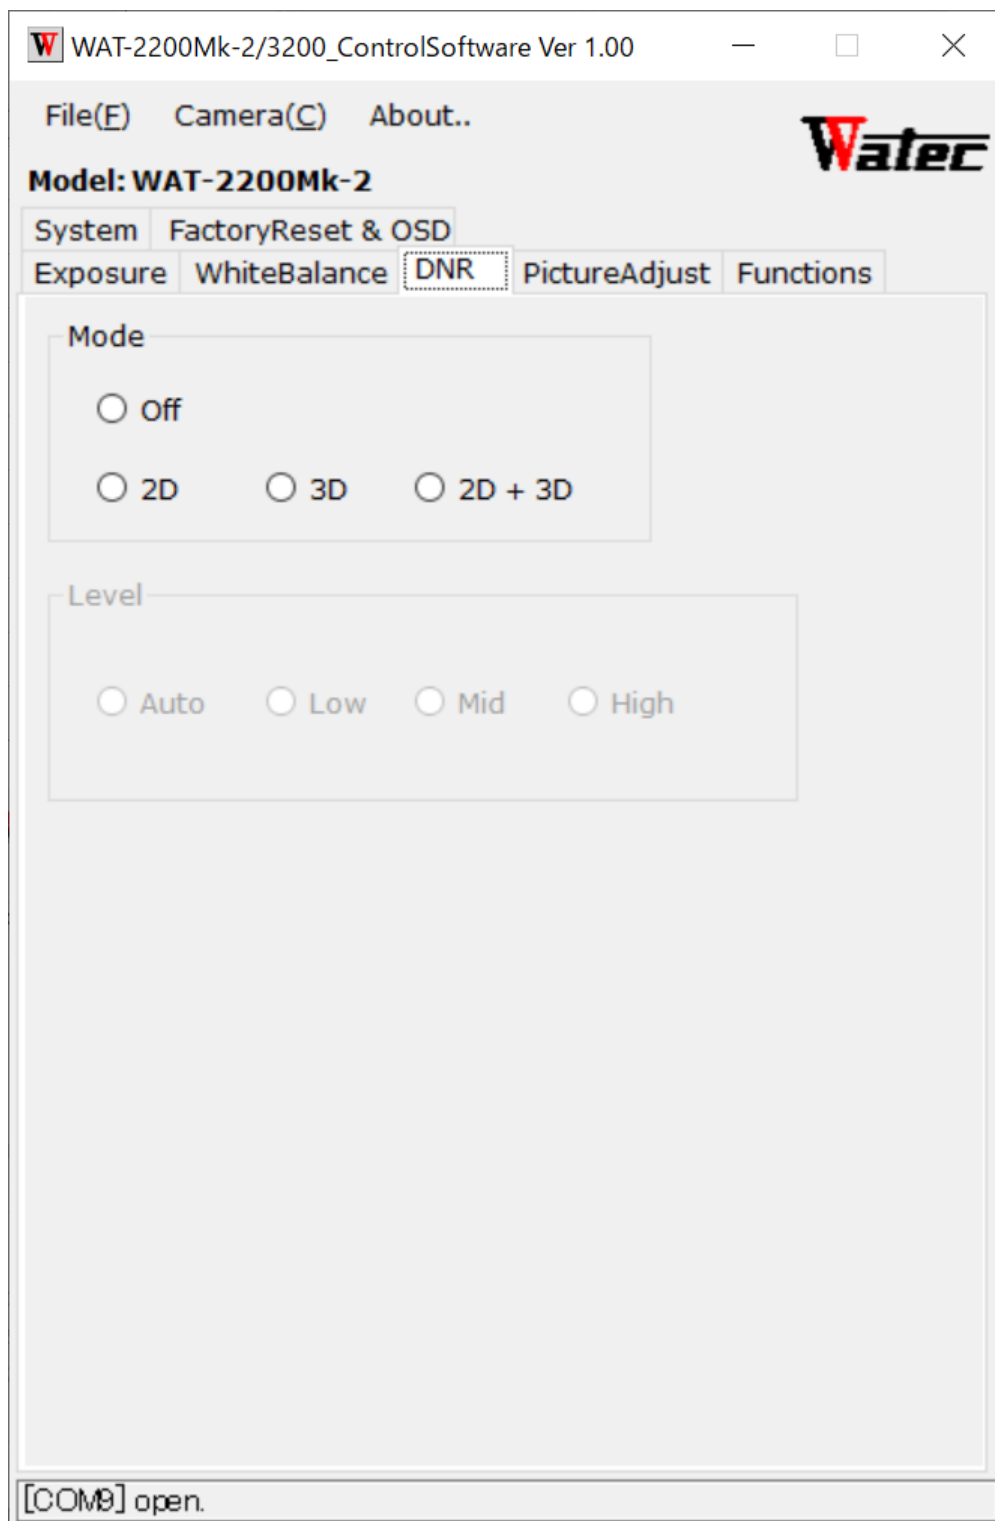 WAT-2200Mk-2/3200_ControlSoftware Ver 1.00
File(F) Camera(C) About..
Watec
Model: WAT-2200Mk-2
System FactoryReset & OSD
Exposure WhiteBalance DNR PictureAdjust Functions
Mode
Off
2D 3D 2D + 3D
Level
Auto Low Mid High
[COM9] open.